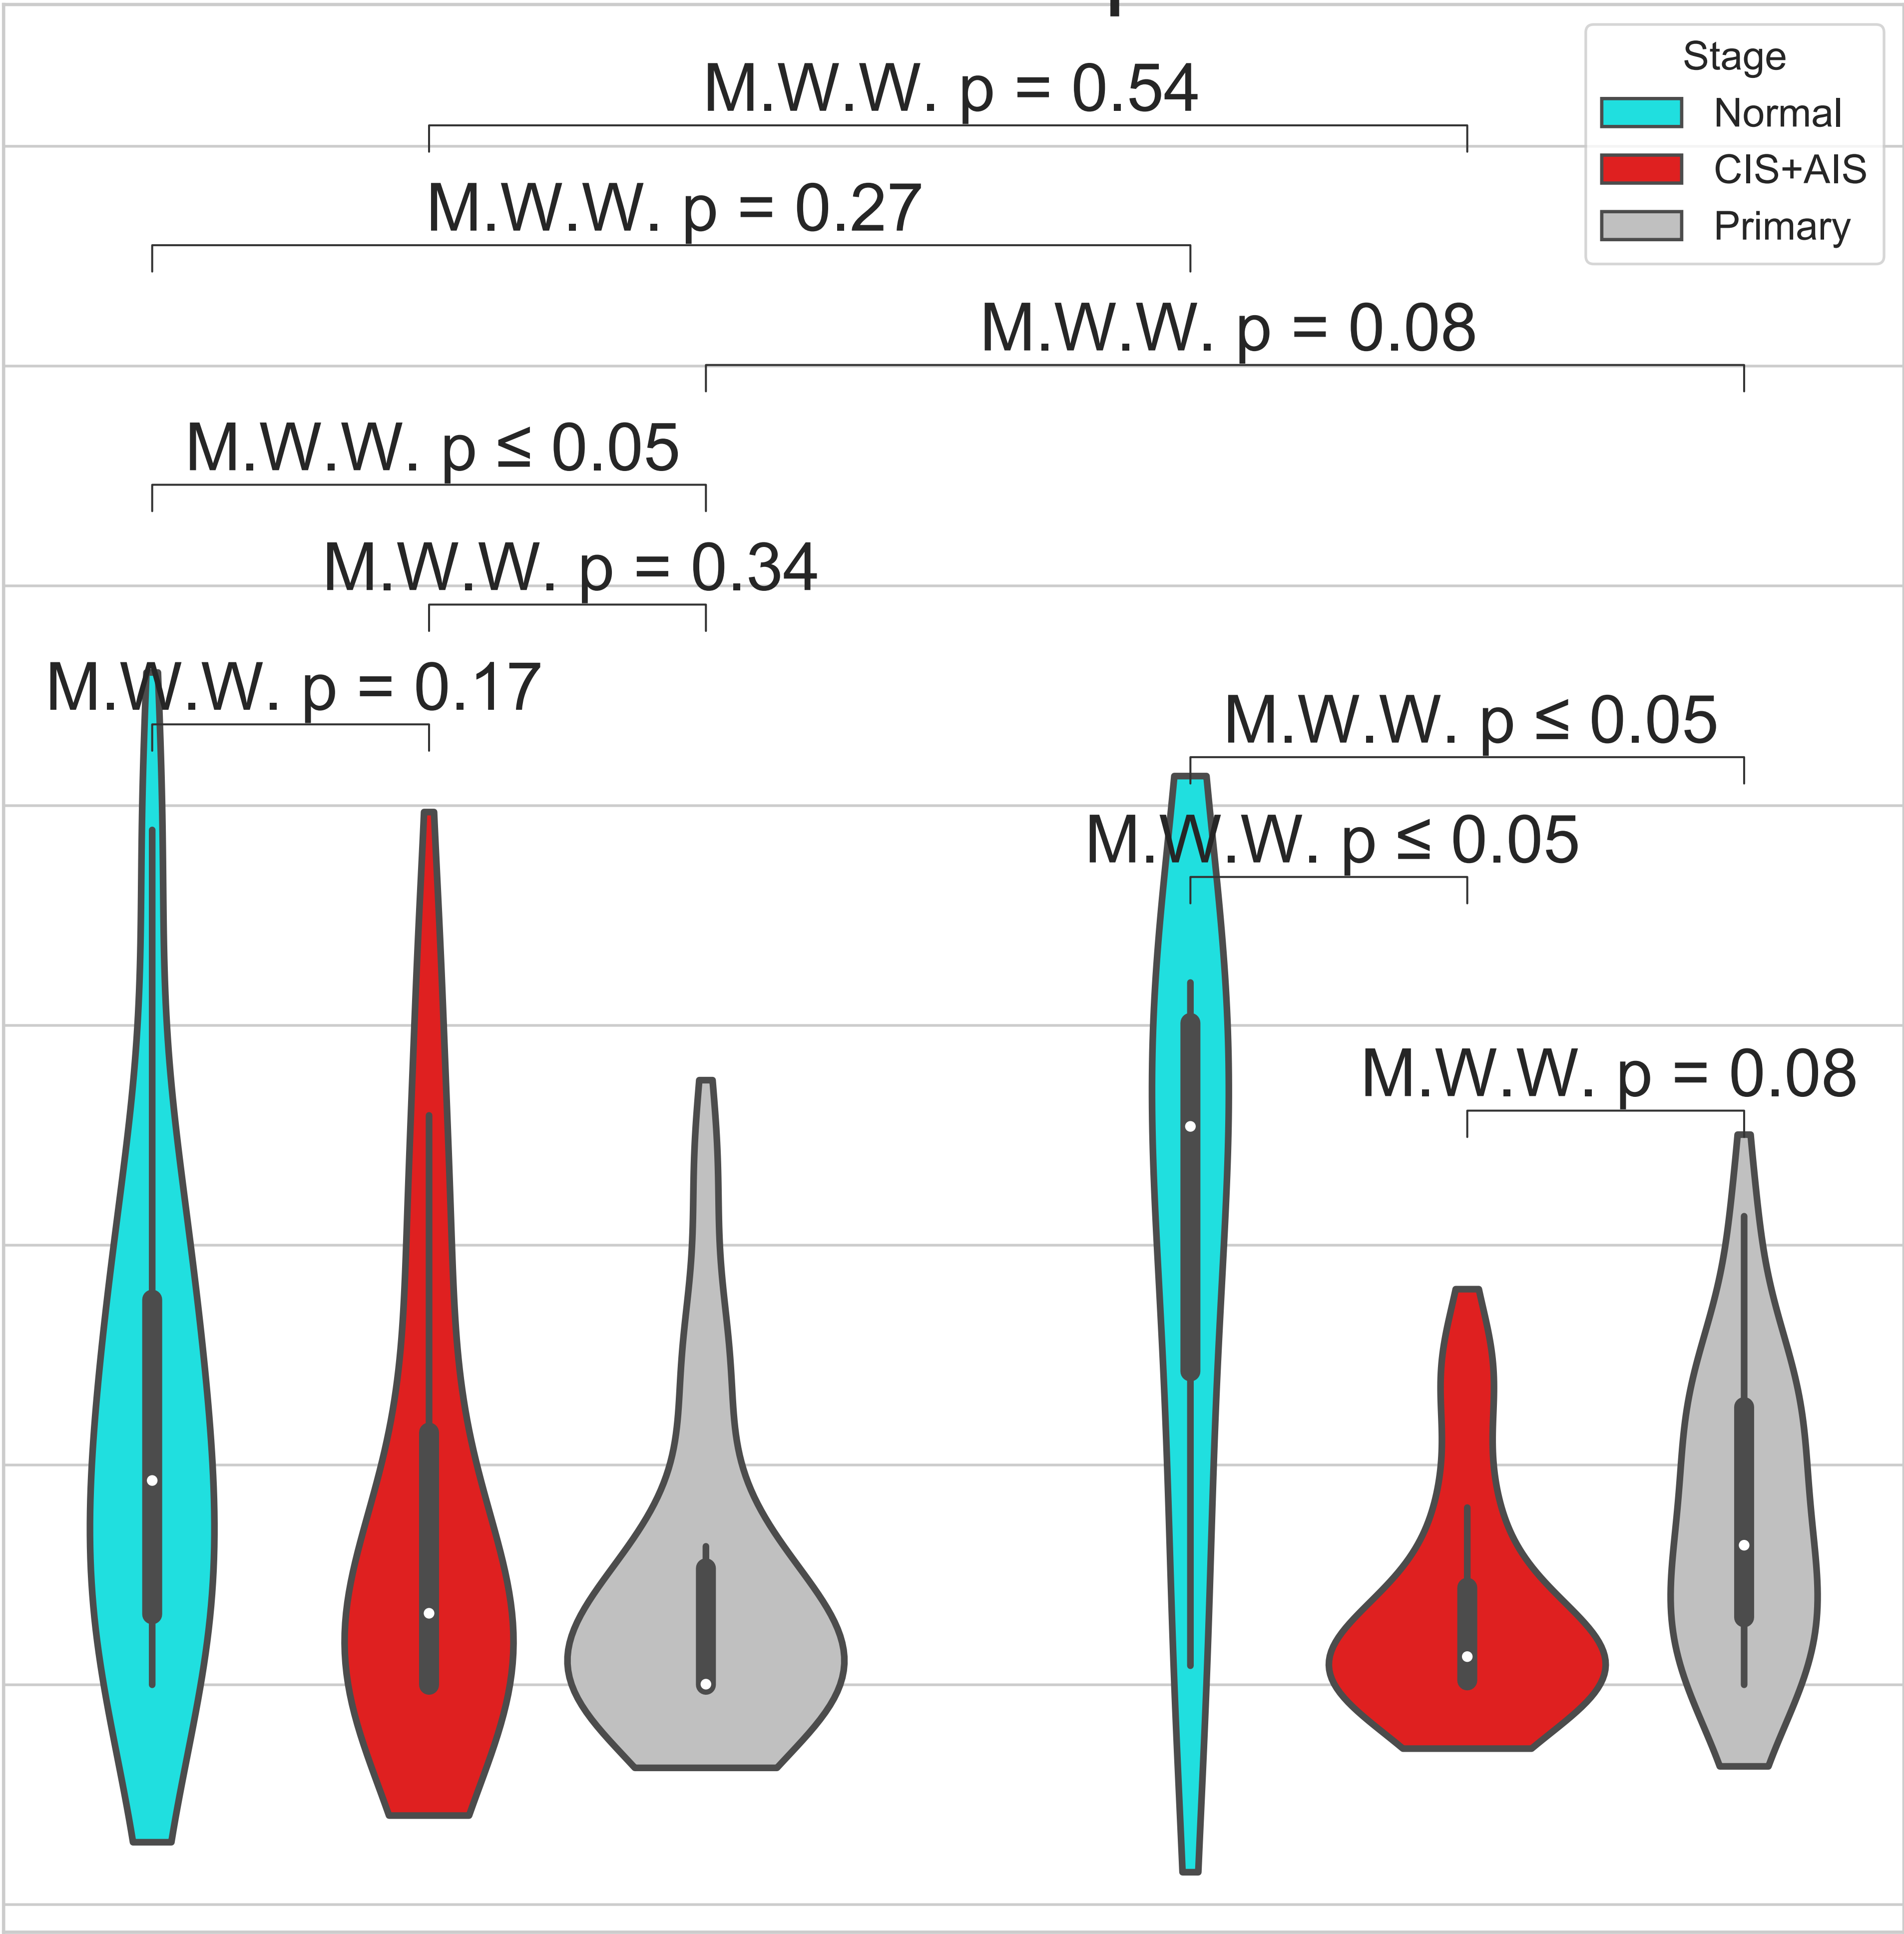 M.W.W. p = 0.54
Stage
Normal
CIS+AIS
Primary
M.W.W. p = 0.27
M.W.W. p = 0.08
M.W.W. p ≤ 0.05
M.W.W. p = 0.34
M.W.W. p = 0.17
M.W.W. p ≤ 0.05
M.W.W. p ≤ 0.05
M.W.W. p = 0.08